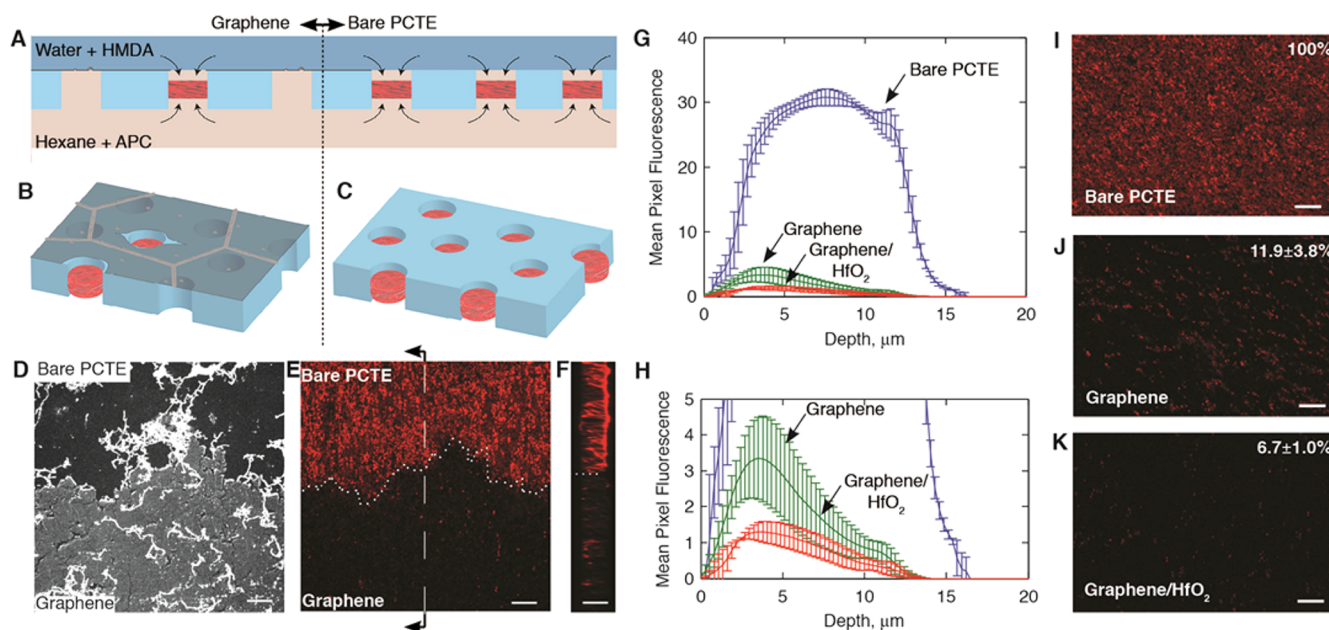 Graphene Bare PCTE
A
Water + HMDA
Hexane + APC
B
C
D
Bare PCTE
Graphene
E
Bare PCTE
Graphene
F
G
40
30
20
10
0
Mean Pixel Fluorescence
Bare PCTE
Graphene
Graphene/
HfO₂
0 5 10 15 20
Depth, μm
H
5
4
3
2
1
0
Mean Pixel Fluorescence
Graphene
Graphene/
HfO₂
0 5 10 15 20
Depth, μm
I
100%
Bare PCTE
J
11.9±3.8%
Graphene
K
6.7±1.0%
Graphene/HfO₂